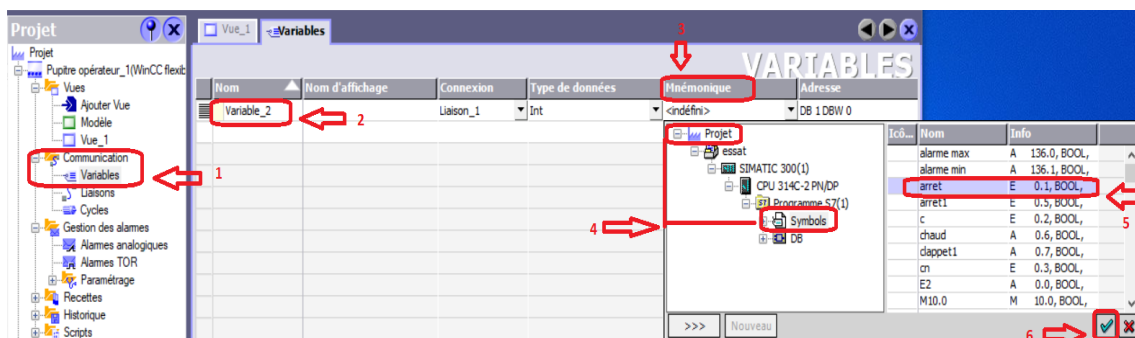 Projet
Projet
Pupitre opérateur_1(WinCC flexib
Vues
Ajouter Vue
Modèle
Vue_1
Communication
Variables
Liaisons
Cycles
Gestion des alarmes
Alarmes analogiques
Alarmes TOR
Paramétrage
Recettes
Historique
Scripts
1
Vue_1
Variables
3
VARIABLES
Nom Nom d'affichage Connexion Type de données Mnémonique Adresse
Variable_2 Liaison_1 Int <indéfini> DB 1 DBW 0
2
Projet
essat
SIMATIC 300(1)
CPU 314C-2 PN/DP
Programme S7(1)
Symbols
DB
4
>>> Nouveau
Icô... Nom Info
alarme max A 136.0, BOOL,
alarme min A 136.1, BOOL,
arret E 0.1, BOOL,
arret1 E 0.5, BOOL,
c E 0.2, BOOL,
chaud A 0.6, BOOL,
clappet1 A 0.7, BOOL,
cn E 0.3, BOOL,
E2 A 0.0, BOOL,
M10.0 M 10.0, BOOL,
5
6